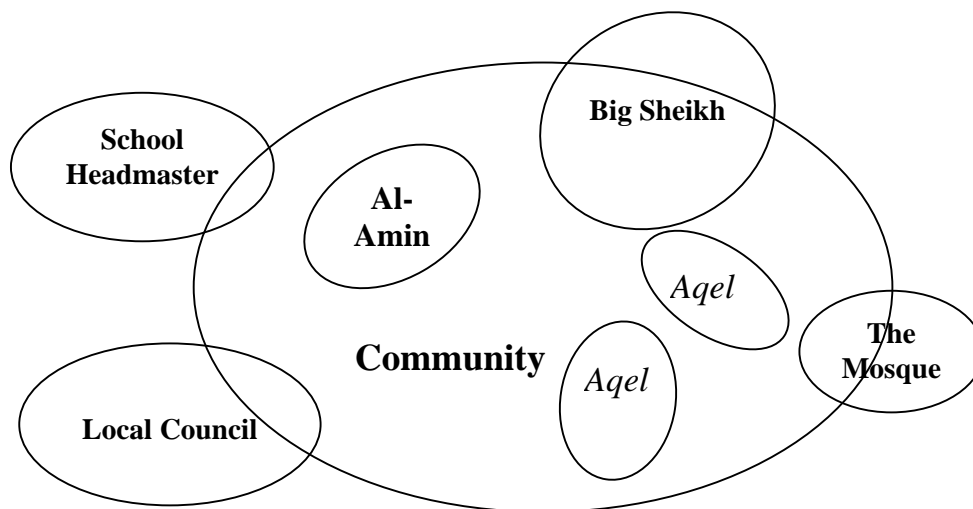 Big Sheikh
School
Headmaster
Al-
Amin
Aqel
The
Mosque
Community
Aqel
Local Council